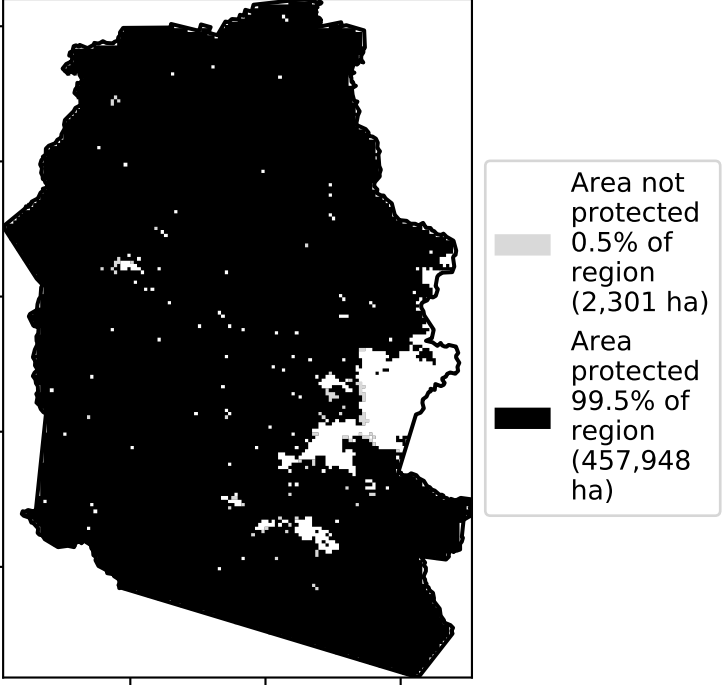 Area not
protected
0.5% of
region
(2,301 ha)
Area
protected
99.5% of
region
(457,948
ha)